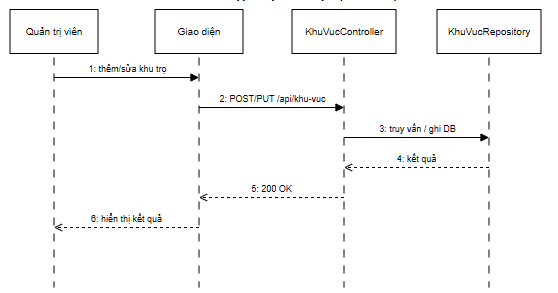 Quản trị viên
Giao diện
KhuVucController
KhuVucRepository
1: thêm/sửa khu trọ
2: POST/PUT /api/khu-vuc
3: truy vấn / ghi DB
4: kết quả
5: 200 OK
6: hiển thị kết quả